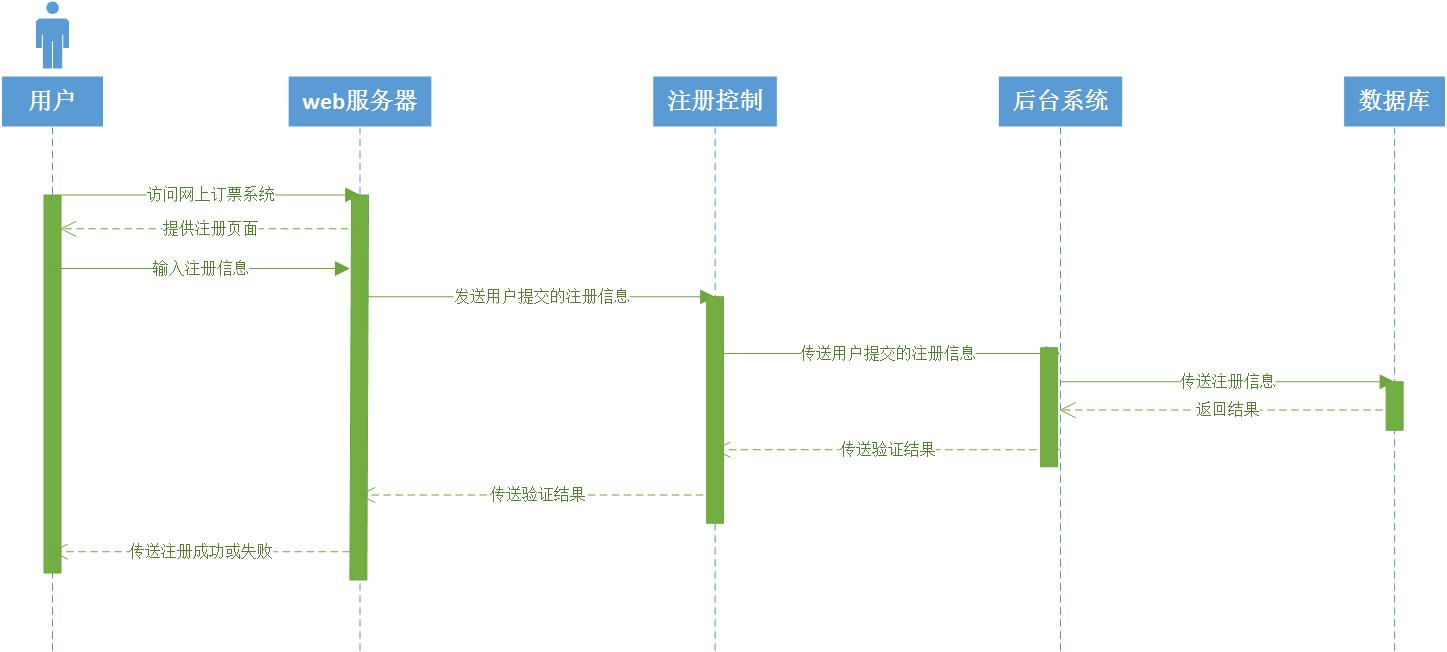 用户
web服务器
注册控制
后台系统
数据库
访问网上订票系统
提供注册页面
输入注册信息
发送用户提交的注册信息
传送用户提交的注册信息
传送注册信息
返回结果
传送验证结果
传送验证结果
传送注册成功或失败